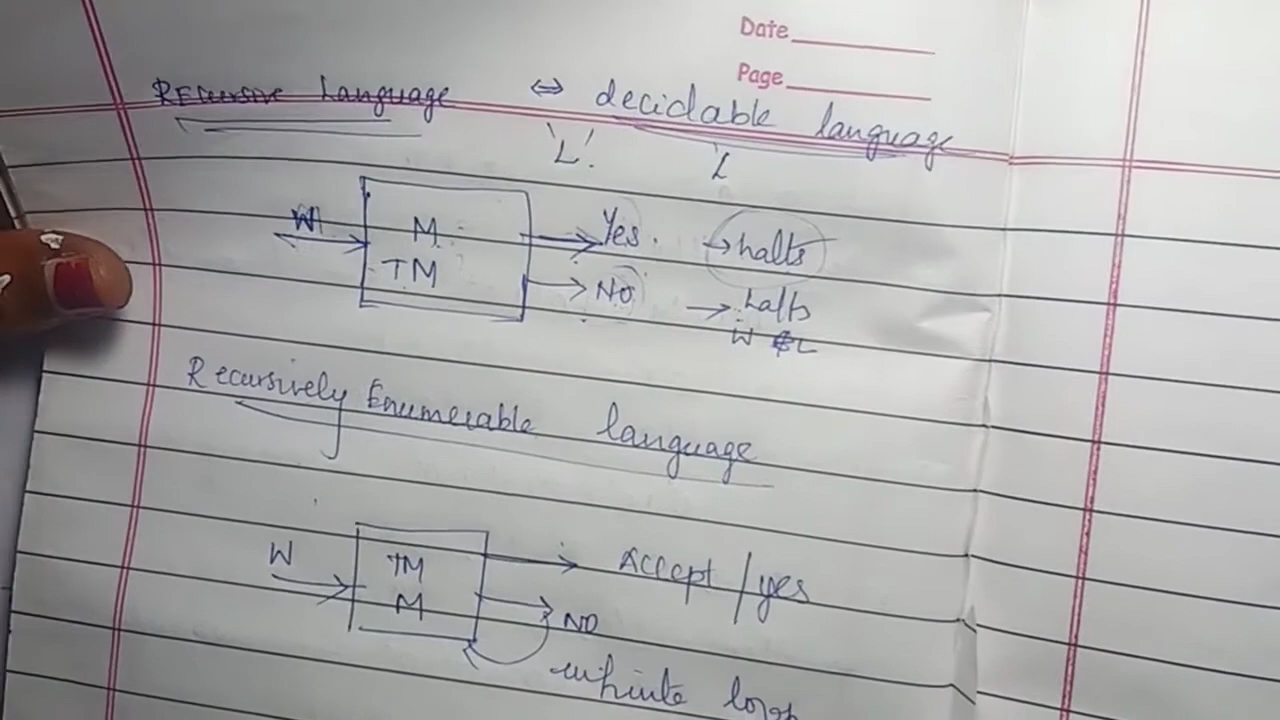 Date
Page
Recursive Language ⇔ decidable language
'L'. L
W M Yes. → halts
TM → No → halts
W ∉ L
Recursively Enumerable language
W TM → Accept / yes
M → NO
infinite loop